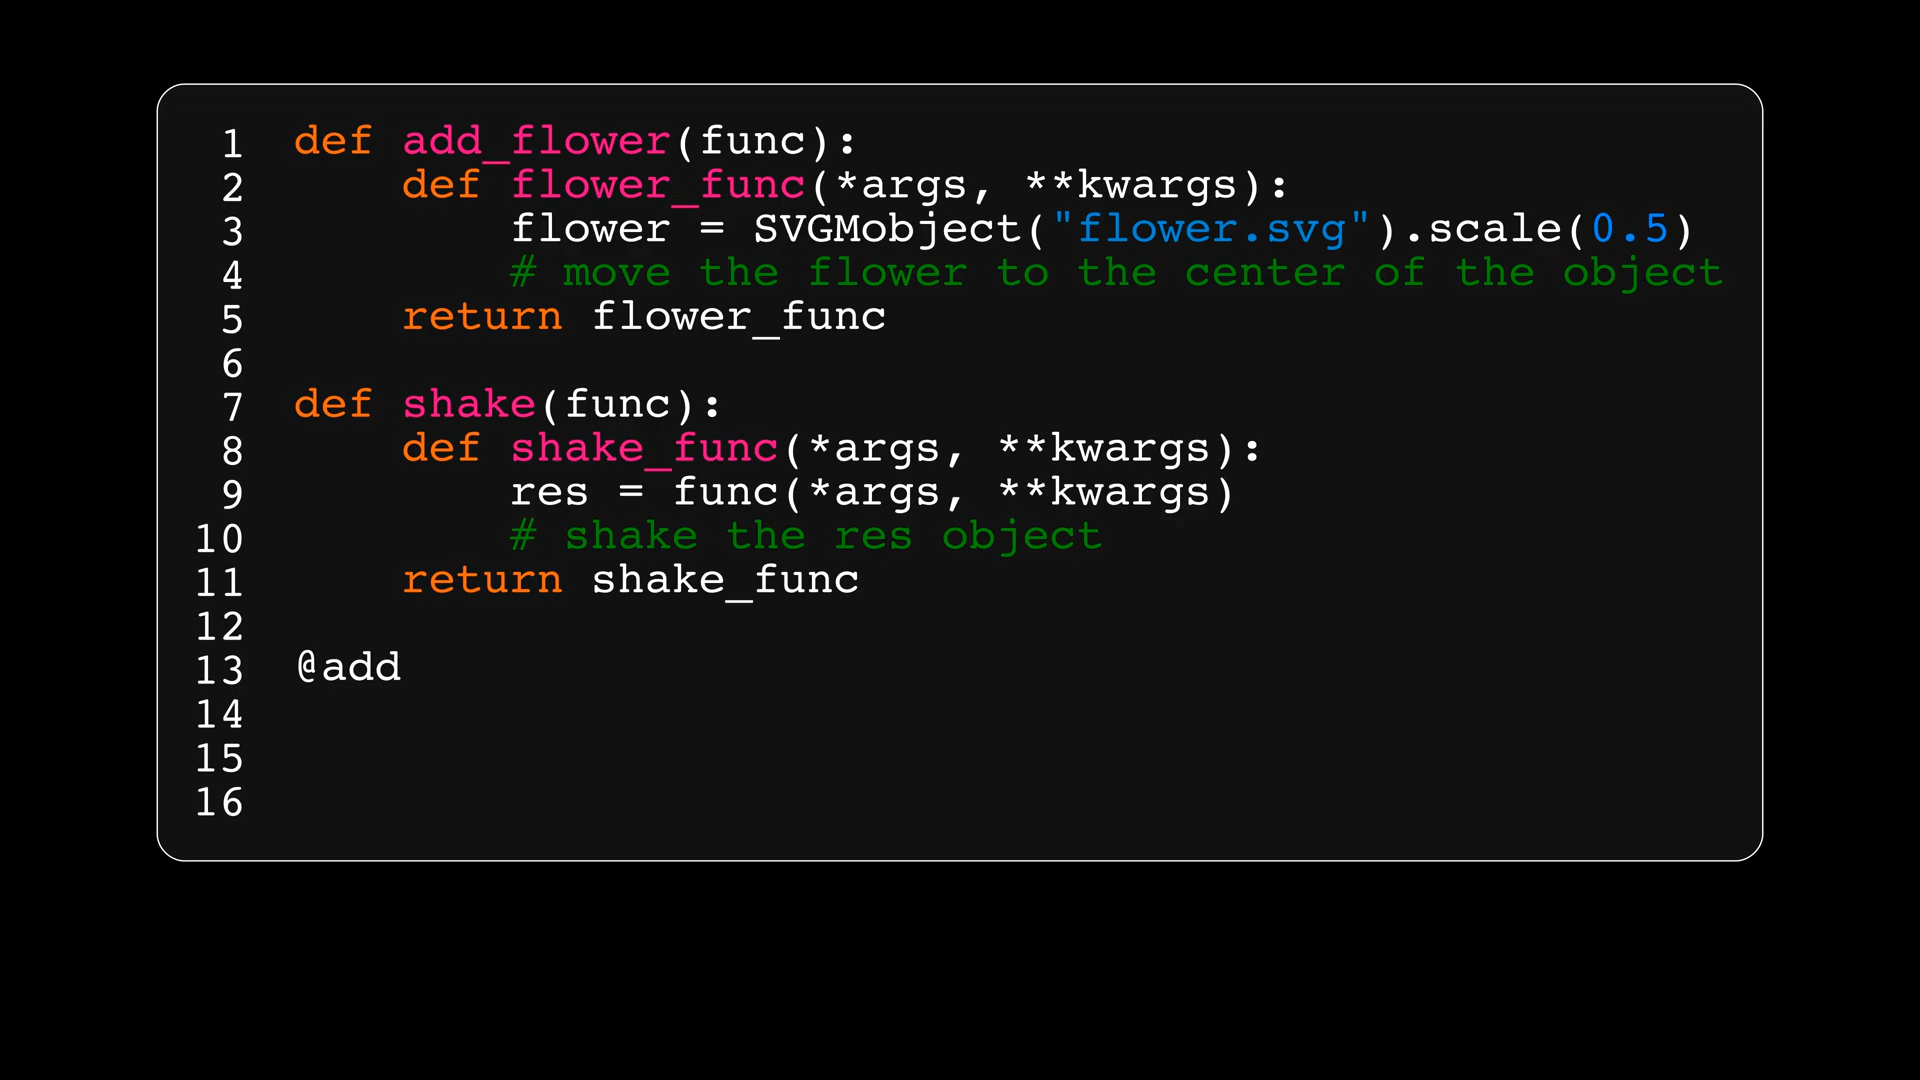 1 def add_flower(func):
2     def flower_func(*args, **kwargs):
3         flower = SVGMobject("flower.svg").scale(0.5)
4         # move the flower to the center of the object
5     return flower_func
6
7 def shake(func):
8     def shake_func(*args, **kwargs):
9         res = func(*args, **kwargs)
10         # shake the res object
11     return shake_func
12
13 @add
14
15
16